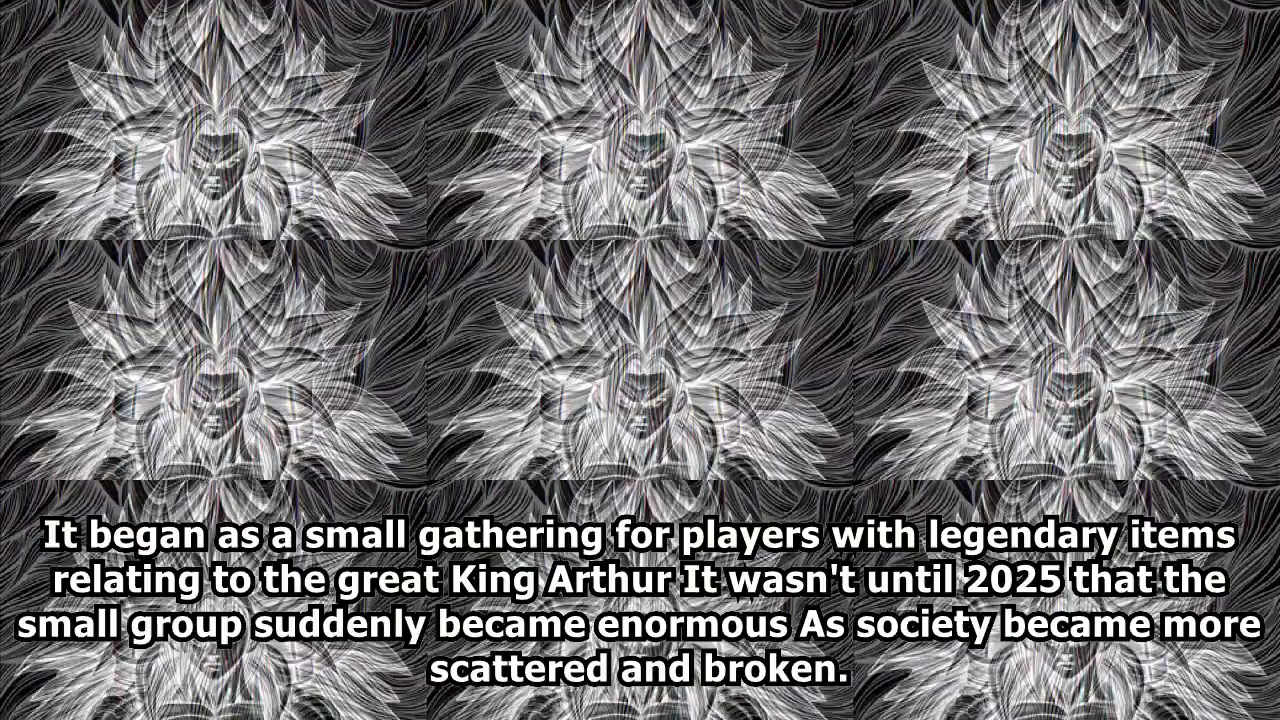 It began as a small gathering for players with legendary items
relating to the great King Arthur It wasn't until 2025 that the
small group suddenly became enormous As society became more
scattered and broken.